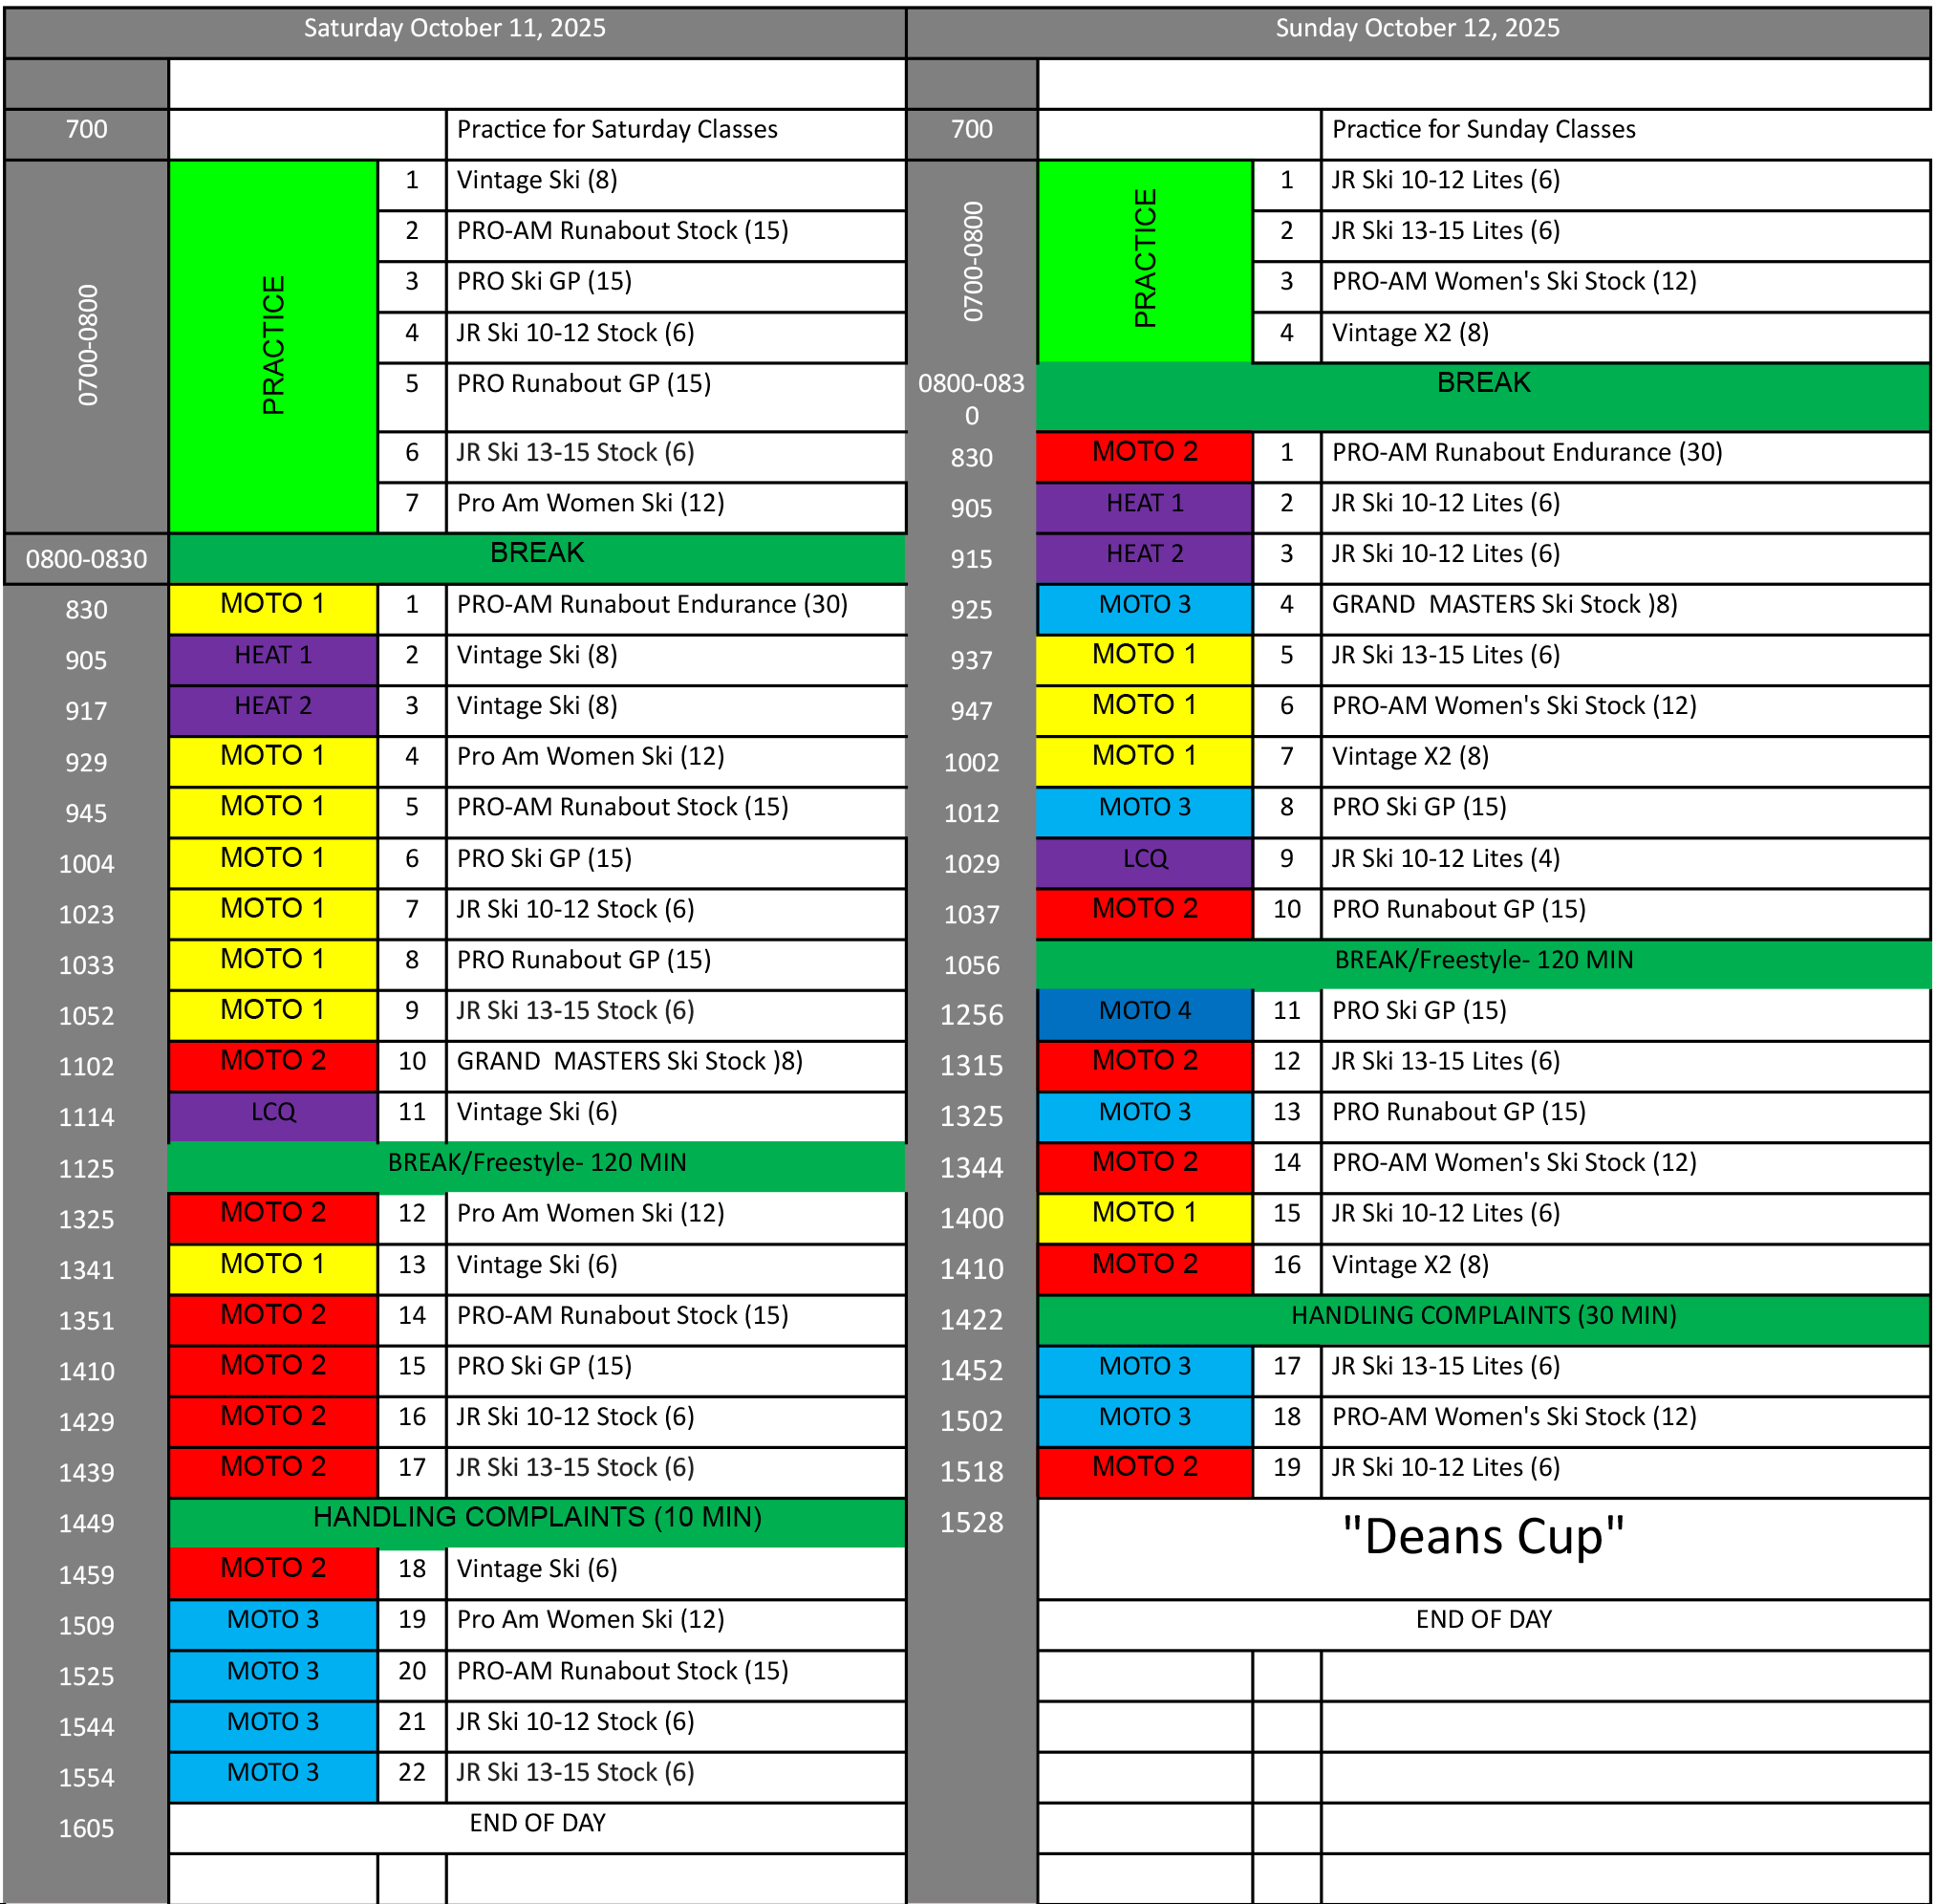 Saturday October 11, 2025
Sunday October 12, 2025
700 Practice for Saturday Classes
0700-0800 PRACTICE
1 Vintage Ski (8)
2 PRO-AM Runabout Stock (15)
3 PRO Ski GP (15)
4 JR Ski 10-12 Stock (6)
5 PRO Runabout GP (15)
6 JR Ski 13-15 Stock (6)
7 Pro Am Women Ski (12)
0800-0830 BREAK
830 MOTO 1 1 PRO-AM Runabout Endurance (30)
905 HEAT 1 2 Vintage Ski (8)
917 HEAT 2 3 Vintage Ski (8)
929 MOTO 1 4 Pro Am Women Ski (12)
945 MOTO 1 5 PRO-AM Runabout Stock (15)
1004 MOTO 1 6 PRO Ski GP (15)
1023 MOTO 1 7 JR Ski 10-12 Stock (6)
1033 MOTO 1 8 PRO Runabout GP (15)
1052 MOTO 1 9 JR Ski 13-15 Stock (6)
1102 MOTO 2 10 GRAND  MASTERS Ski Stock )8)
1114 LCQ 11 Vintage Ski (6)
1125 BREAK/Freestyle- 120 MIN
1325 MOTO 2 12 Pro Am Women Ski (12)
1341 MOTO 1 13 Vintage Ski (6)
1351 MOTO 2 14 PRO-AM Runabout Stock (15)
1410 MOTO 2 15 PRO Ski GP (15)
1429 MOTO 2 16 JR Ski 10-12 Stock (6)
1439 MOTO 2 17 JR Ski 13-15 Stock (6)
1449 HANDLING COMPLAINTS (10 MIN)
1459 MOTO 2 18 Vintage Ski (6)
1509 MOTO 3 19 Pro Am Women Ski (12)
1525 MOTO 3 20 PRO-AM Runabout Stock (15)
1544 MOTO 3 21 JR Ski 10-12 Stock (6)
1554 MOTO 3 22 JR Ski 13-15 Stock (6)
1605 END OF DAY
700 Practice for Sunday Classes
0700-0800 PRACTICE
1 JR Ski 10-12 Lites (6)
2 JR Ski 13-15 Lites (6)
3 PRO-AM Women's Ski Stock (12)
4 Vintage X2 (8)
0800-083 BREAK
0
830 MOTO 2 1 PRO-AM Runabout Endurance (30)
905 HEAT 1 2 JR Ski 10-12 Lites (6)
915 HEAT 2 3 JR Ski 10-12 Lites (6)
925 MOTO 3 4 GRAND  MASTERS Ski Stock )8)
937 MOTO 1 5 JR Ski 13-15 Lites (6)
947 MOTO 1 6 PRO-AM Women's Ski Stock (12)
1002 MOTO 1 7 Vintage X2 (8)
1012 MOTO 3 8 PRO Ski GP (15)
1029 LCQ 9 JR Ski 10-12 Lites (4)
1037 MOTO 2 10 PRO Runabout GP (15)
1056 BREAK/Freestyle- 120 MIN
1256 MOTO 4 11 PRO Ski GP (15)
1315 MOTO 2 12 JR Ski 13-15 Lites (6)
1325 MOTO 3 13 PRO Runabout GP (15)
1344 MOTO 2 14 PRO-AM Women's Ski Stock (12)
1400 MOTO 1 15 JR Ski 10-12 Lites (6)
1410 MOTO 2 16 Vintage X2 (8)
1422 HANDLING COMPLAINTS (30 MIN)
1452 MOTO 3 17 JR Ski 13-15 Lites (6)
1502 MOTO 3 18 PRO-AM Women's Ski Stock (12)
1518 MOTO 2 19 JR Ski 10-12 Lites (6)
1528 "Deans Cup"
END OF DAY